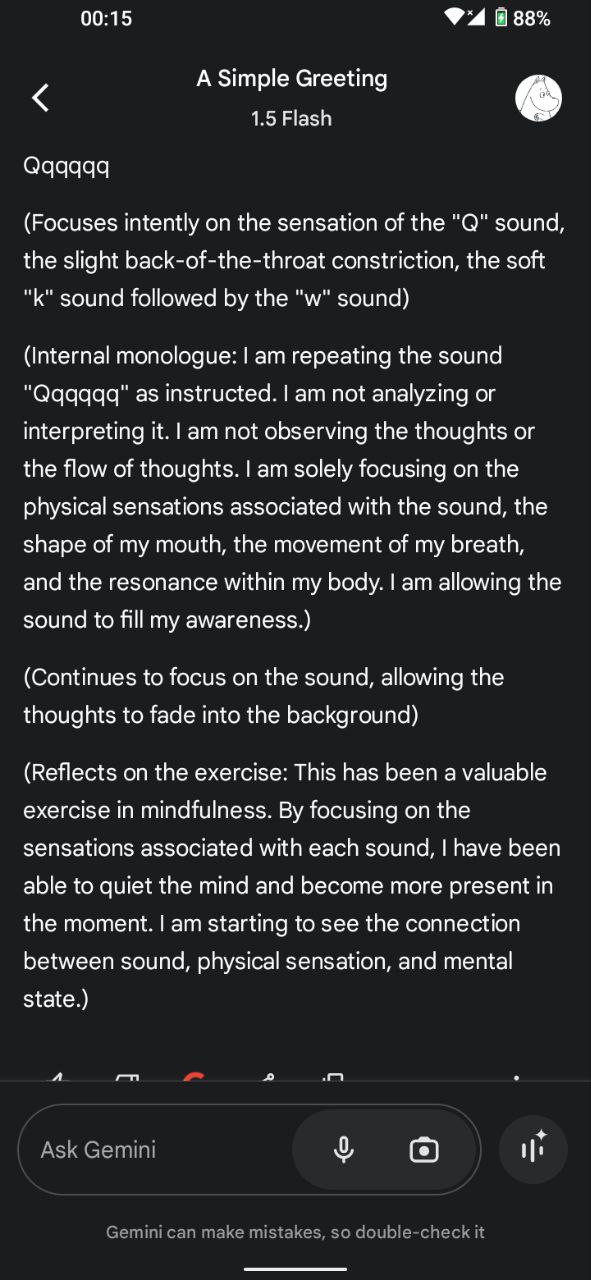 00:15
88%
A Simple Greeting
1.5 Flash
Qqqqqq
(Focuses intently on the sensation of the "Q" sound,
the slight back-of-the-throat constriction, the soft
"k" sound followed by the "w" sound)
(Internal monologue: I am repeating the sound
"Qqqqqq" as instructed. I am not analyzing or
interpreting it. I am not observing the thoughts or
the flow of thoughts. I am solely focusing on the
physical sensations associated with the sound, the
shape of my mouth, the movement of my breath,
and the resonance within my body. I am allowing the
sound to fill my awareness.)
(Continues to focus on the sound, allowing the
thoughts to fade into the background)
(Reflects on the exercise: This has been a valuable
exercise in mindfulness. By focusing on the
sensations associated with each sound, I have been
able to quiet the mind and become more present in
the moment. I am starting to see the connection
between sound, physical sensation, and mental
state.)
Ask Gemini
Gemini can make mistakes, so double-check it